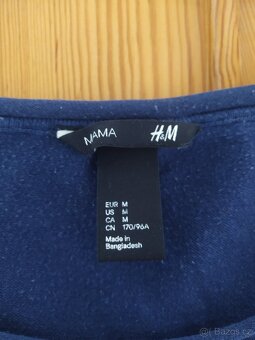 MAMA H&M
EUR M
US M
CA M
CN 170/96A
Made in
Bangladesh
Bazos.cz